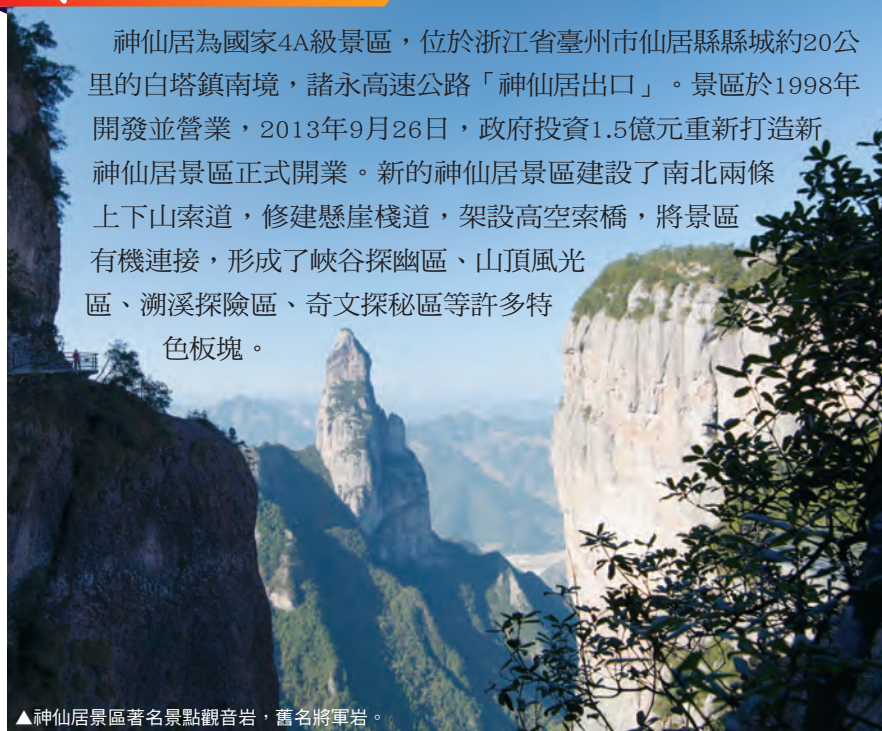 神仙居為國家4A級景區，位於浙江省臺州市仙居縣縣城約20公
里的白塔鎮南境，諸永高速公路「神仙居出口」。景區於1998年
開發並營業，2013年9月26日，政府投資1.5億元重新打造新
神仙居景區正式開業。新的神仙居景區建設了南北兩條
上下山索道，修建懸崖棧道，架設高空索橋，將景區
有機連接，形成了峽谷探幽區、山頂風光
區、溯溪探險區、奇文探秘區等許多特
色板塊。
▲神仙居景區著名景點觀音岩，舊名將軍岩。